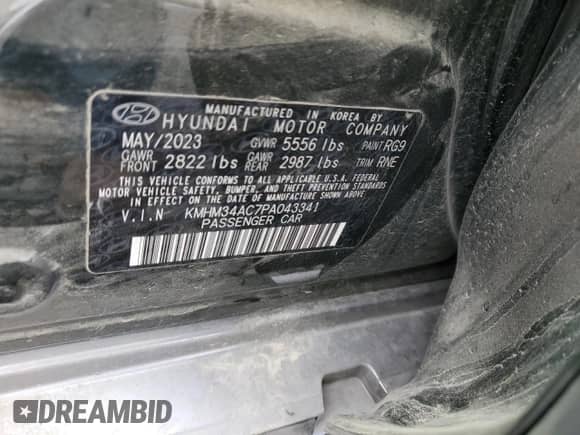 MANUFACTURED IN KOREA BY
HYUNDAI MOTOR COMPANY
MAY/2023 GVWR 5556 lbs PAINT RG9
GAWR FRONT 2822 lbs GAWR REAR 2987 lbs TRIM RNE
THIS VEHICLE CONFORMS TO ALL APPLICABLE U.S.A. FEDERAL
MOTOR VEHICLE SAFETY, BUMPER, AND THEFT PREVENTION STANDARDS
IN EFFECT ON THE DATE OF MANUFACTURE SHOWN ABOVE.
V.I.N KMHM34AC7PA043341
PASSENGER CAR
DREAMBID